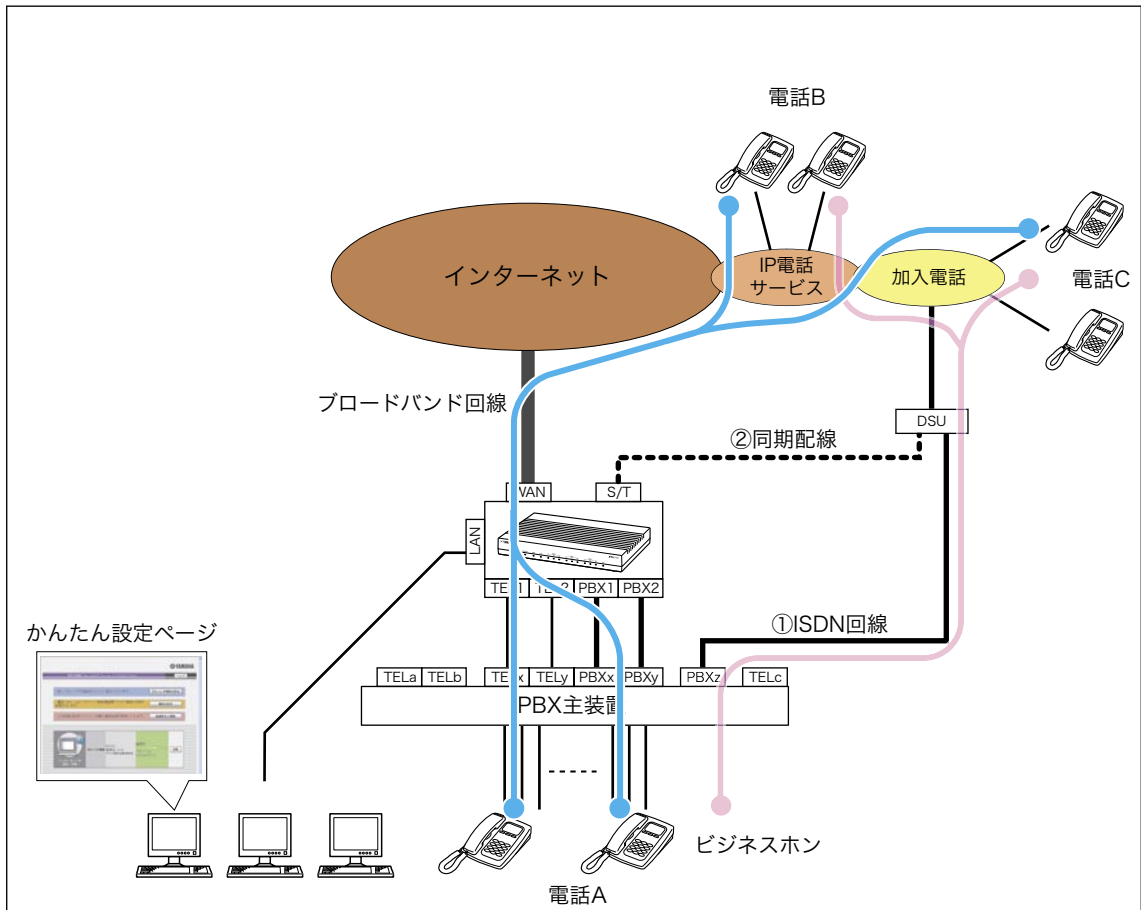 電話B
インターネット
IP電話
サービス
加入電話
電話C
ブロードバンド回線
DSU
②同期配線
WAN
S/T
LAN
TEL1
TEL2
PBX1
PBX2
かんたん設定ページ
YAMAHA
①ISDN回線
TELa
TELb
TELx
TELy
PBXx
PBXy
PBXz
TELc
PBX主装置
ビジネスホン
電話A